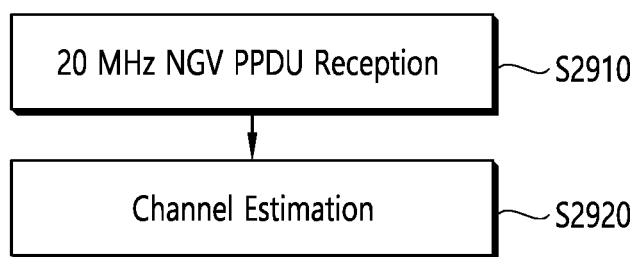 20 MHz NGV PPDU Reception
S2910
Channel Estimation
S2920